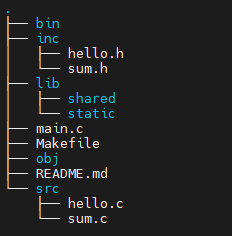 .
├── bin
├── inc
│   ├── hello.h
│   └── sum.h
├── lib
│   ├── shared
│   └── static
├── main.c
├── Makefile
├── obj
├── README.md
└── src
    ├── hello.c
    └── sum.c